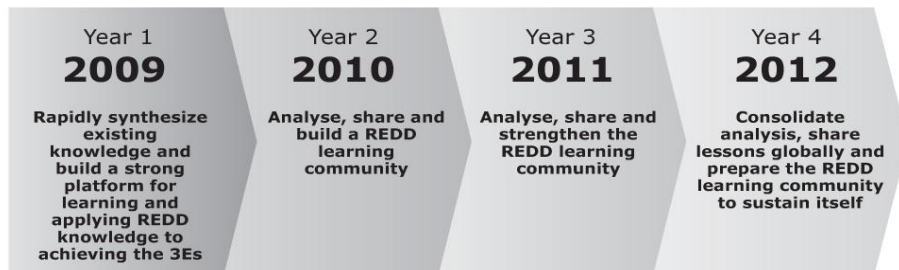 Year 1
2009
Rapidly synthesize
existing
knowledge and
build a strong
platform for
learning and
applying REDD
knowledge to
achieving the 3Es
Year 2
2010
Analyse, share and
build a REDD
learning
community
Year 3
2011
Analyse, share and
strengthen the
REDD learning
community
Year 4
2012
Consolidate
analysis, share
lessons globally and
prepare the REDD
learning community
to sustain itself